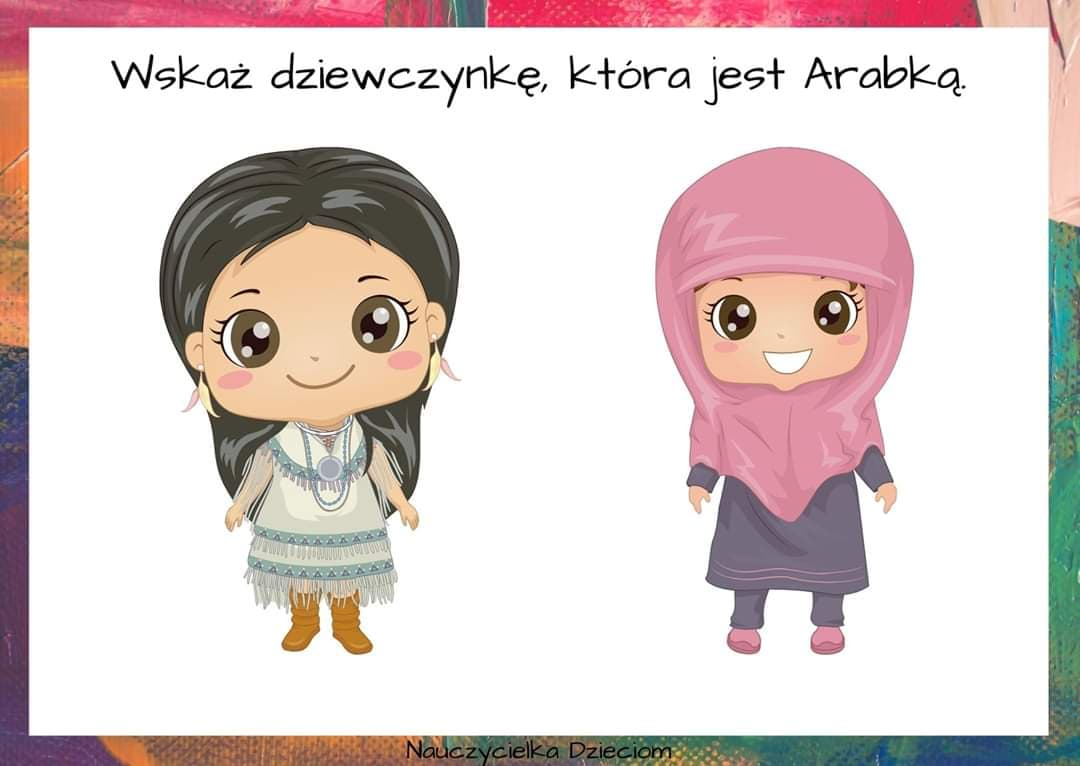 Wskaż dziewczynkę, która jest Arabką.
Nauczycielka Dzieciom